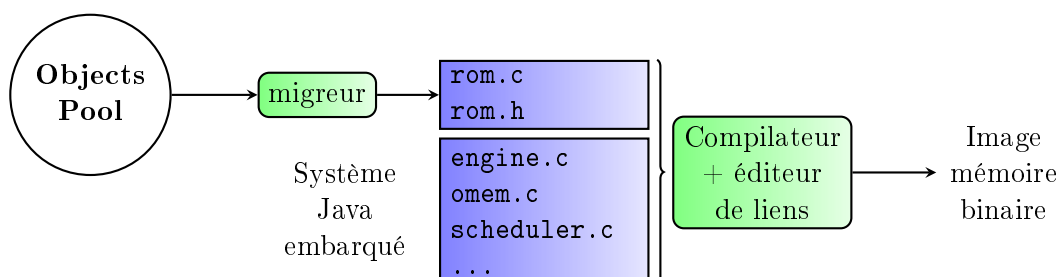 Objects
Pool
migreur
rom.c
rom.h
Système
Java
embarqué
engine.c
omem.c
scheduler.c
...
Compilateur
+ éditeur
de liens
Image
mémoire
binaire